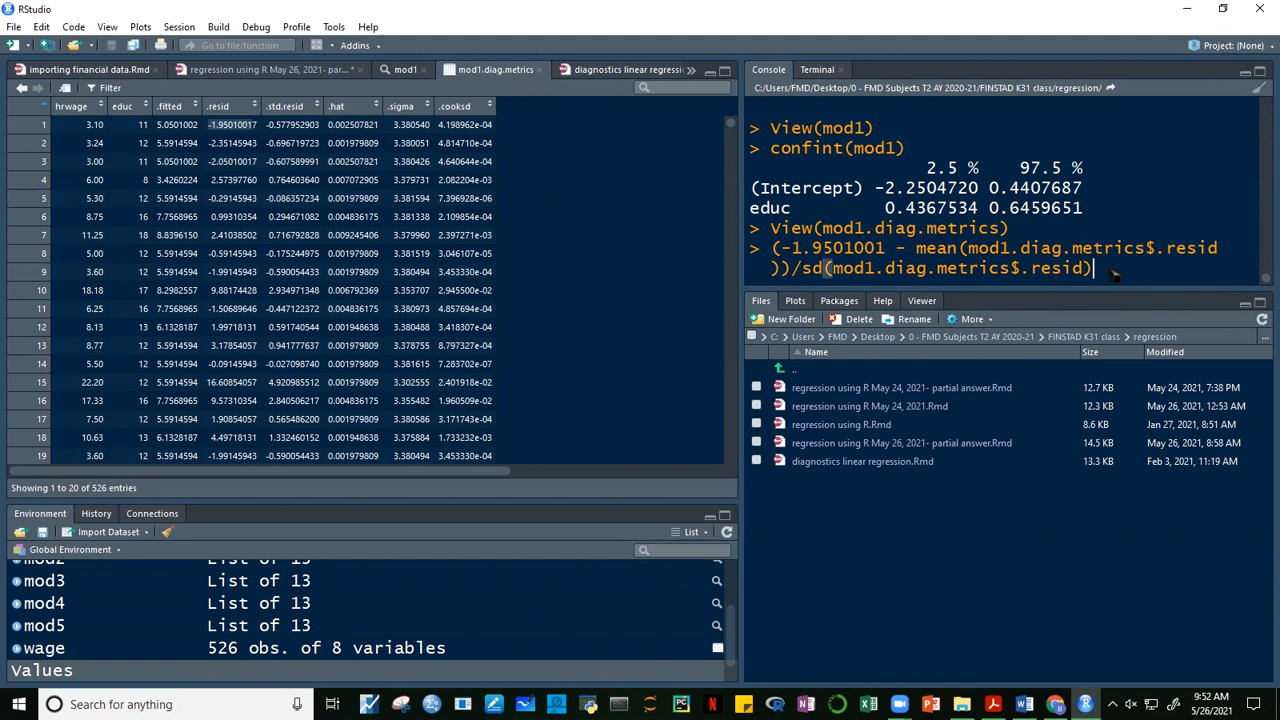 RStudio
File Edit Code View Plots Session Build Debug Profile Tools Help
Go to file/function Addins Project: (None)
importing financial data.Rmd regression using R May 26, 2021- par...* mod1 mod1.diag.metrics diagnostics linear regressic
Filter
hrwage educ .fitted .resid .std.resid .hat .sigma .cooksd
1 3.10 11 5.0501002 -1.95010017 -0.577952903 0.002507821 3.380540 4.198962e-04
2 3.24 12 5.5914594 -2.35145943 -0.696719723 0.001979809 3.380051 4.814710e-04
3 3.00 11 5.0501002 -2.05010017 -0.607589991 0.002507821 3.380426 4.640644e-04
4 6.00 8 3.4260224 2.57397760 0.764603640 0.007072905 3.379731 2.082204e-03
5 5.30 12 5.5914594 -0.29145943 -0.086357234 0.001979809 3.381594 7.396928e-06
6 8.75 16 7.7568965 0.99310354 0.294671082 0.004836175 3.381338 2.109854e-04
7 11.25 18 8.8396150 2.41038502 0.716792828 0.009246075 3.379960 2.397453e-03
8 5.00 12 5.5914594 -0.59145943 -0.175244975 0.001979809 3.381518 3.046107e-05
9 3.60 12 5.5914594 -1.99145943 -0.590054433 0.001979809 3.380494 3.453330e-04
10 18.18 17 8.2982557 9.88174428 2.934971348 0.006792369 3.353707 2.945500e-02
11 6.25 16 7.7568965 -1.50689646 -0.447123262 0.004836175 3.380980 4.857694e-04
12 8.13 13 6.1328187 1.99718131 0.591740544 0.001948638 3.380488 3.418307e-04
13 8.77 12 5.5914594 3.17854057 0.941777637 0.001979809 3.378755 8.797327e-04
14 5.50 12 5.5914594 -0.09145943 -0.027098740 0.001979809 3.381615 7.283702e-07
15 22.20 12 5.5914594 16.60854057 4.920985512 0.001979809 3.302555 2.401918e-02
16 17.33 16 7.7568965 9.57310354 2.840506417 0.004836175 3.355482 1.960509e-02
17 7.50 12 5.5914594 1.90854057 0.565486200 0.001979809 3.380581 3.171743e-04
18 10.63 13 6.1328187 4.49718131 1.332460152 0.001948638 3.375884 1.733232e-03
19 3.60 12 5.5914594 -1.99145943 -0.590054433 0.001979809 3.380494 3.453330e-04
Showing 1 to 20 of 526 entries
Environment History Connections
Import Dataset List
Global Environment
mod2 List of 13
mod3 List of 13
mod4 List of 13
mod5 List of 13
wage 526 obs. of 8 variables
Values
Console Terminal
C:/Users/FMD/Desktop/0 - FMD Subjects T2 AY 2020-21/FINSTAD K31 class/regression/
> View(mod1)
> confint(mod1)
2.5 % 97.5 %
(Intercept) -2.2504720 0.4407687
educ 0.4367534 0.6459651
> View(mod1.diag.metrics)
> (-1.9501001 - mean(mod1.diag.metrics$.resid
))/sd(mod1.diag.metrics$.resid)
Files Plots Packages Help Viewer
New Folder Delete Rename More
C: Users FMD Desktop 0 - FMD Subjects T2 AY 2020-21 FINSTAD K31 class regression ...
Name Size Modified
..
regression using R May 24, 2021- partial answer.Rmd 12.7 KB May 24, 2021, 7:38 PM
regression using R May 24, 2021.Rmd 12.3 KB May 26, 2021, 12:53 AM
regression using R.Rmd 8.6 KB Jan 27, 2021, 8:51 AM
regression using R May 26, 2021- partial answer.Rmd 14.5 KB May 26, 2021, 8:58 AM
diagnostics linear regression.Rmd 13.3 KB Feb 3, 2021, 11:19 AM
Search for anything
9:52 AM
5/26/2021